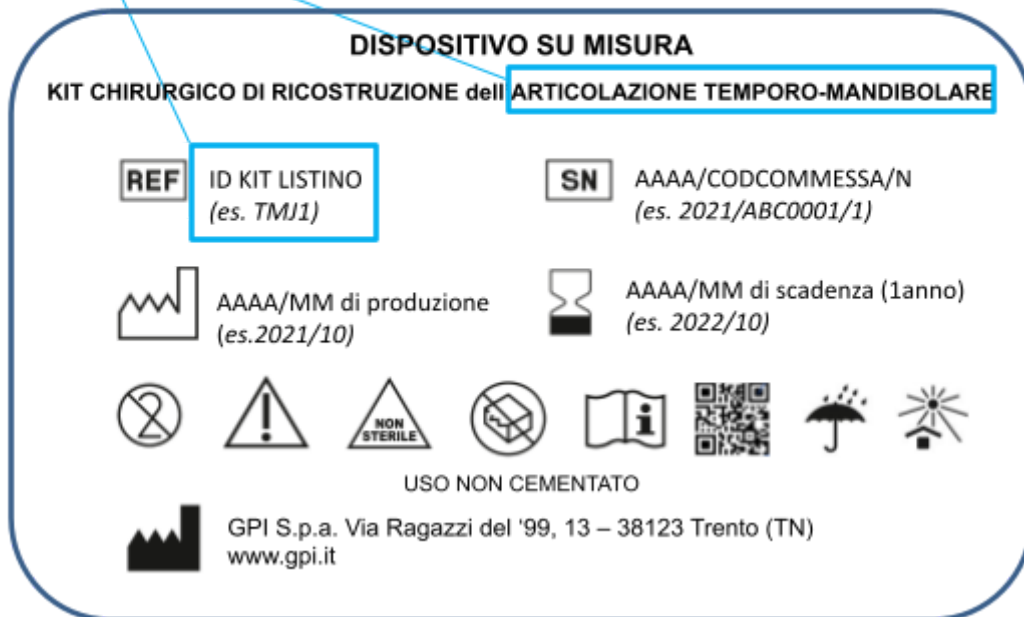 DISPOSITIVO SU MISURA
KIT CHIRURGICO DI RICOSTRUZIONE dell ARTICOLAZIONE TEMPORO-MANDIBOLARE
REF ID KIT LISTINO
(es. TMJ1)
SN AAAA/CODCOMMESSA/N
(es. 2021/ABC0001/1)
AAAA/MM di produzione
(es.2021/10)
AAAA/MM di scadenza (1anno)
(es. 2022/10)
2
!
NON
STERILE
i
USO NON CEMENTATO
GPI S.p.a. Via Ragazzi del '99, 13 – 38123 Trento (TN)
www.gpi.it